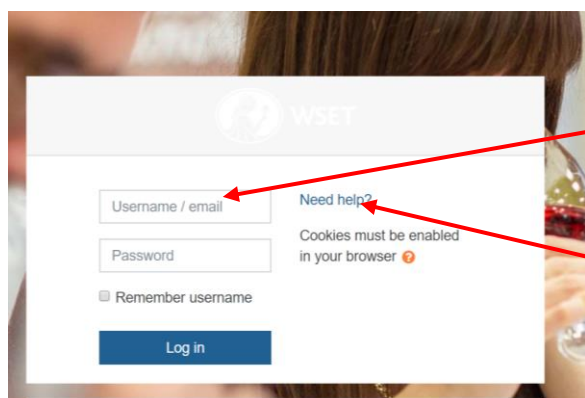 WSET
Username / email
Need help?
Password
Cookies must be enabled
in your browser ?
Remember username
Log in